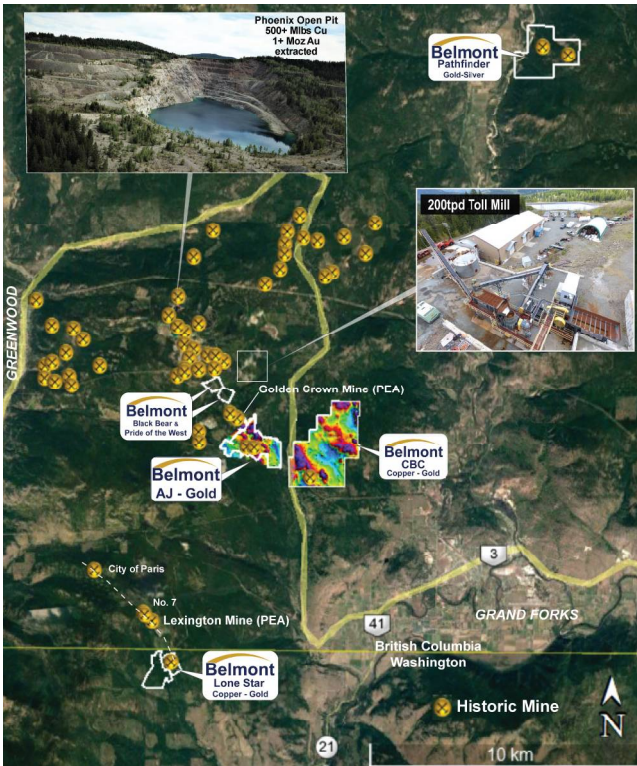 Phoenix Open Pit
500+ Mlbs Cu
1+ Moz Au
extracted
Belmont
Pathfinder
Gold-Silver
200tpd Toll Mill
GREENWOOD
Golden Crown Mine (PEA)
Belmont
Black Bear &
Pride of the West
Belmont
AJ - Gold
Belmont
CBC
Copper - Gold
City of Paris
No. 7
Lexington Mine (PEA)
3
GRAND FORKS
41
British Columbia
Washington
Belmont
Lone Star
Copper - Gold
Historic Mine
N
21
10 km